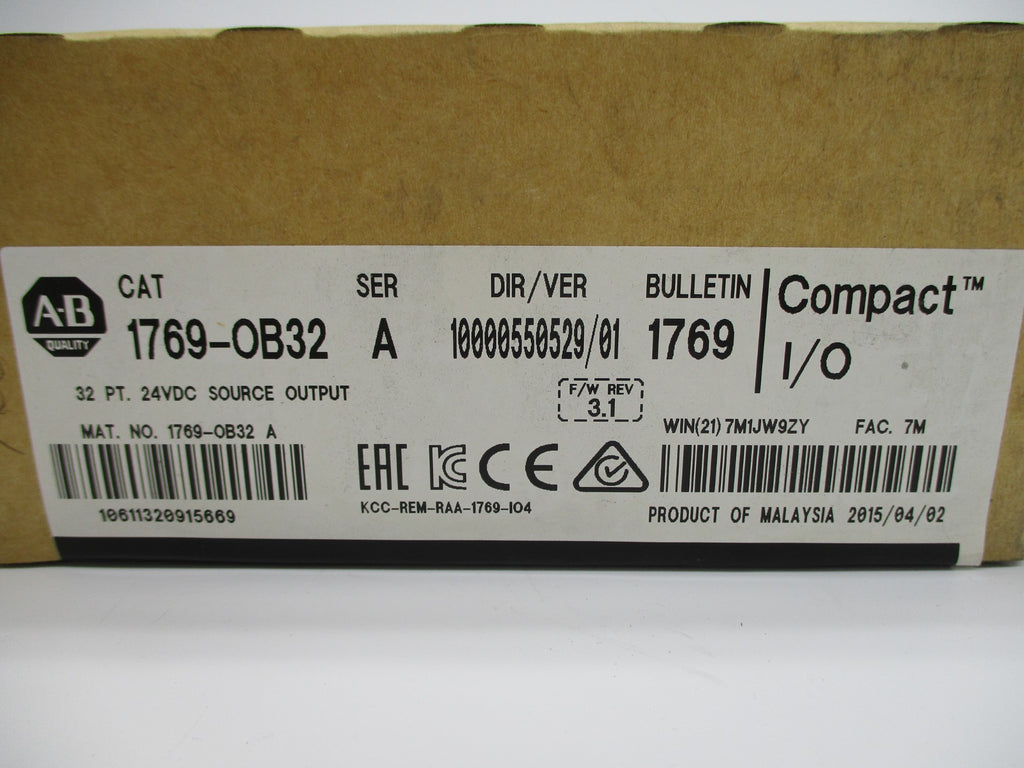 A-B
QUALITY
CAT SER DIR/VER BULLETIN
1769-OB32 A 10000550529/01 1769
Compact™
I/O
32 PT. 24VDC SOURCE OUTPUT
F/W REV
3.1
MAT. NO. 1769-OB32 A
WIN(21) 7M1JW9ZY FAC. 7M
EAC KC CE
10611320915669
KCC-REM-RAA-1769-IO4
PRODUCT OF MALAYSIA 2015/04/02